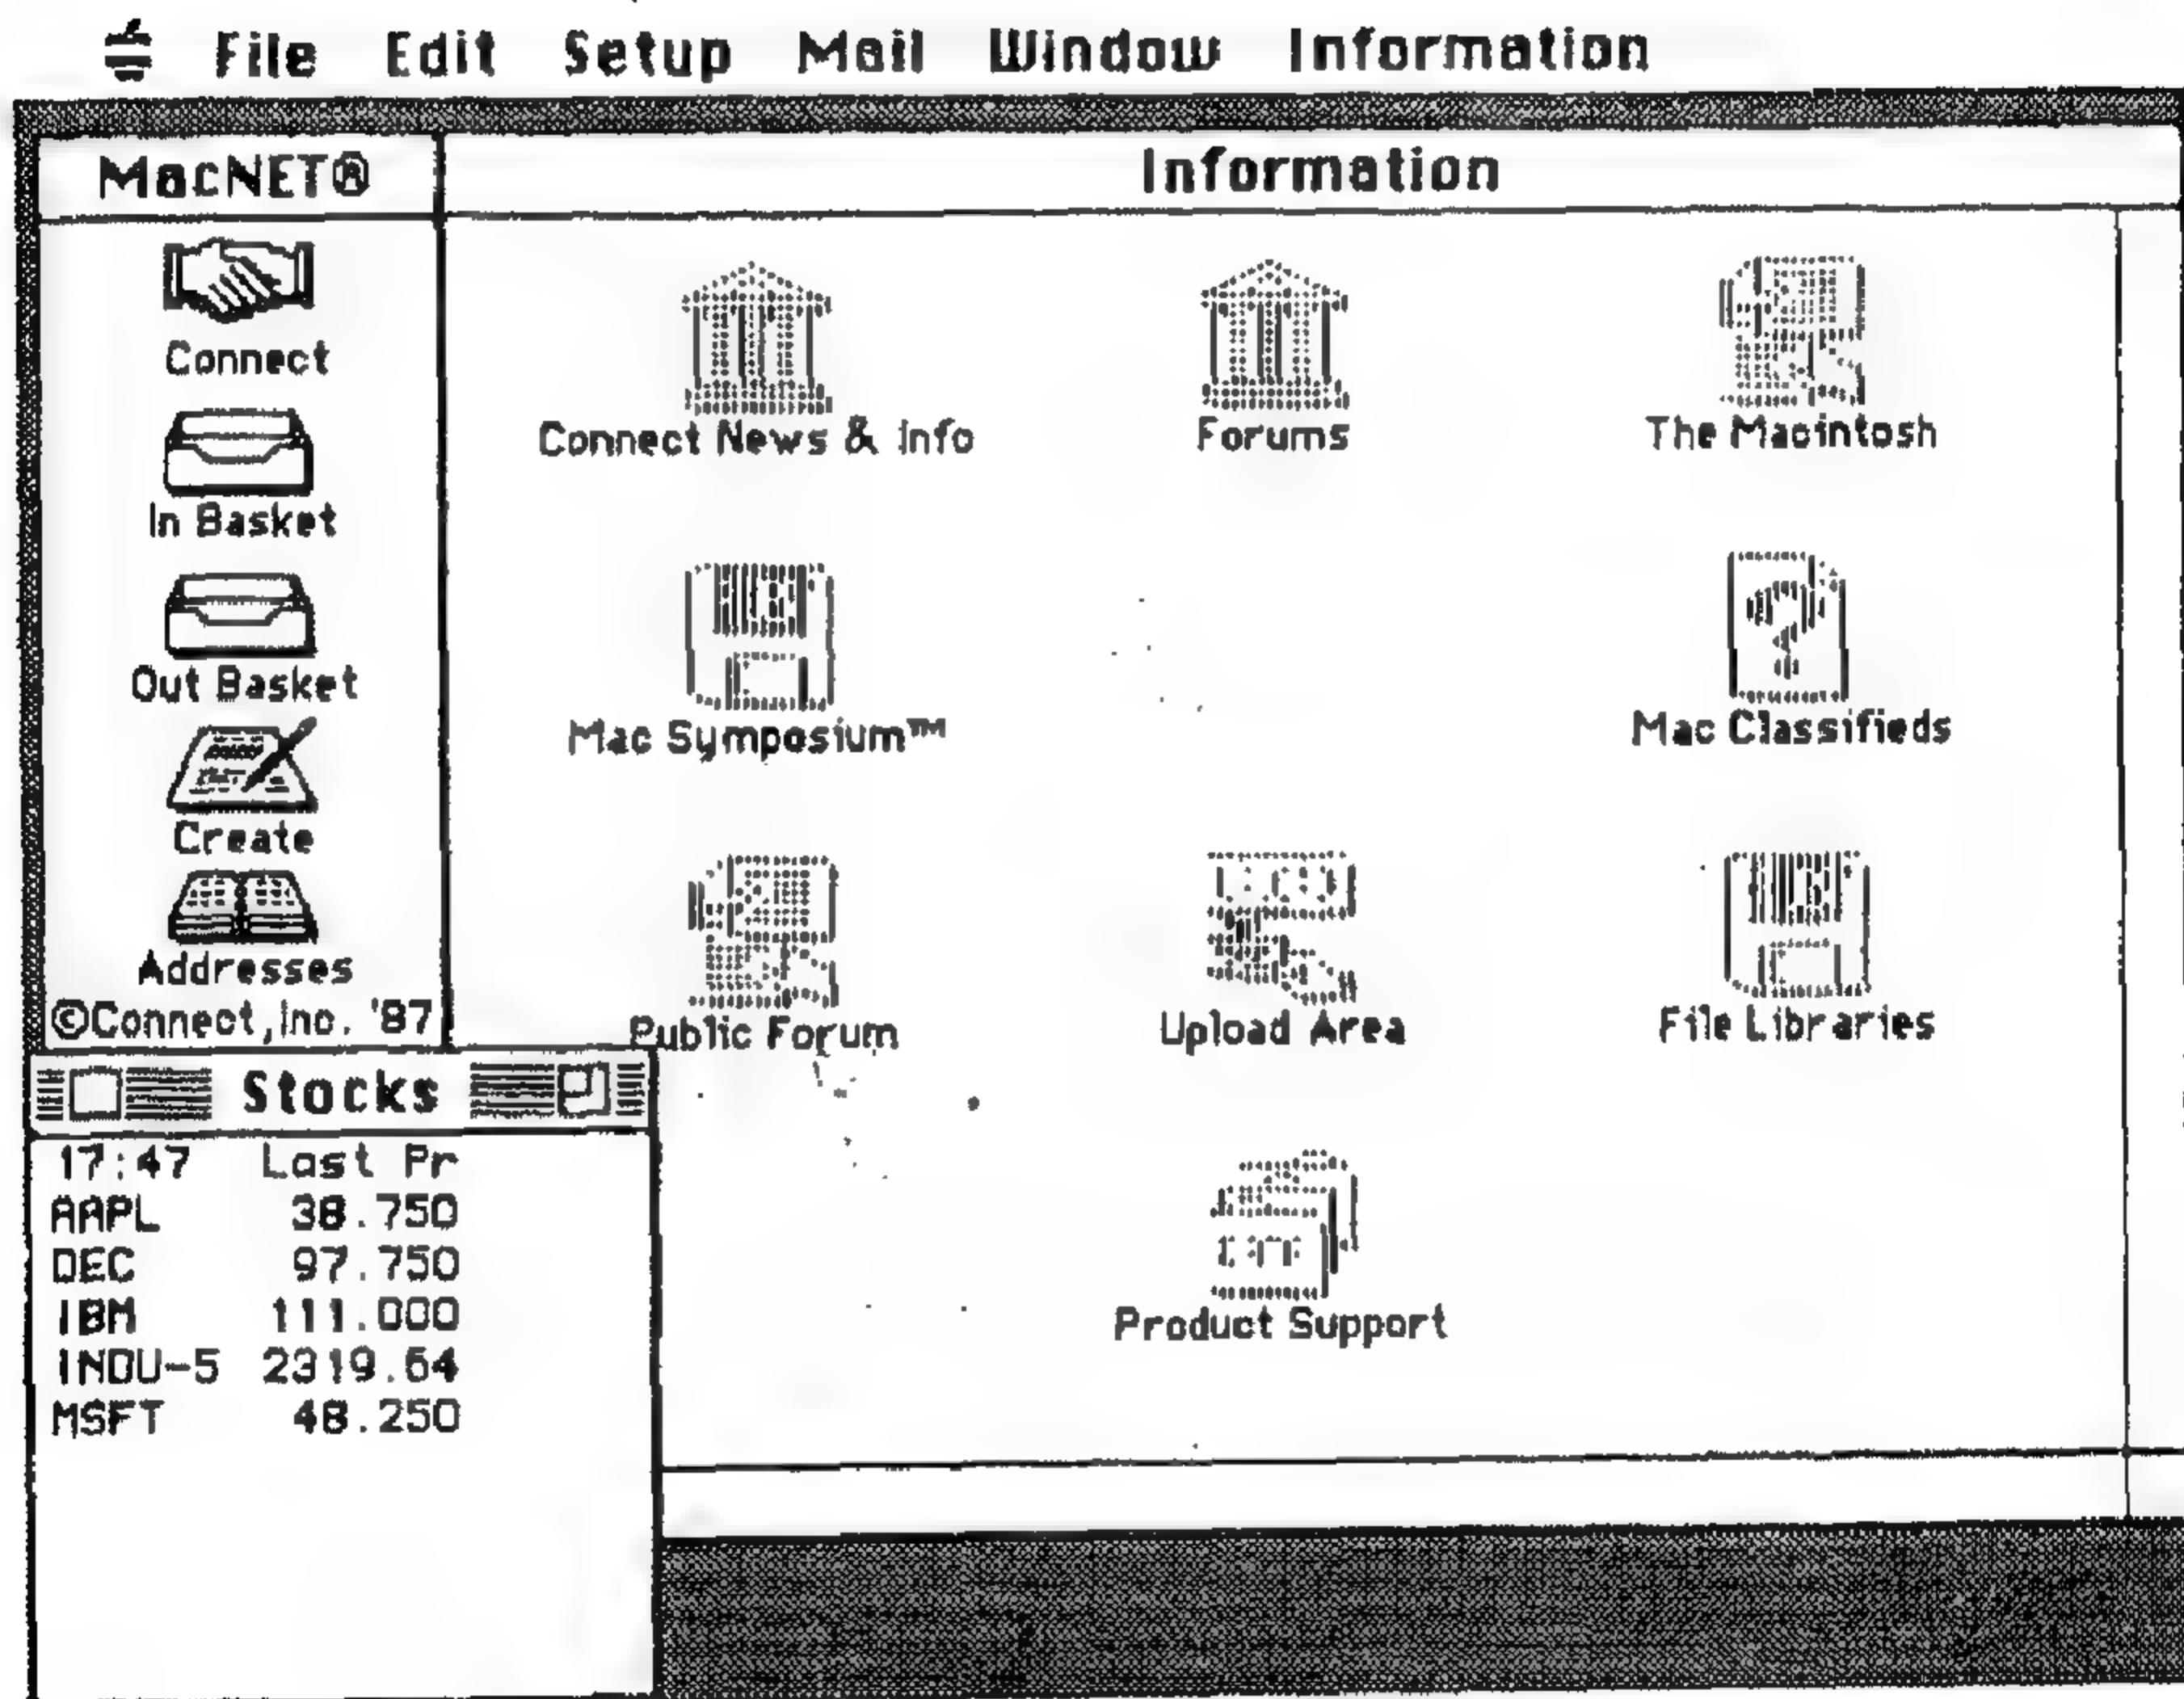 File Edit Setup Mail Window Information
MacNET®
Connect
In Basket
Out Basket
Create
Addresses
©Connect,Inc. '87
Information
Connect News & Info
Forums
The Macintosh
Mac Symposium™
Mac Classifieds
Public Forum
Upload Area
File Libraries
Product Support
Stocks
17:47 Last Pr
AAPL 38.750
DEC 97.750
IBM 111.000
INDU-5 2319.64
MSFT 48.250